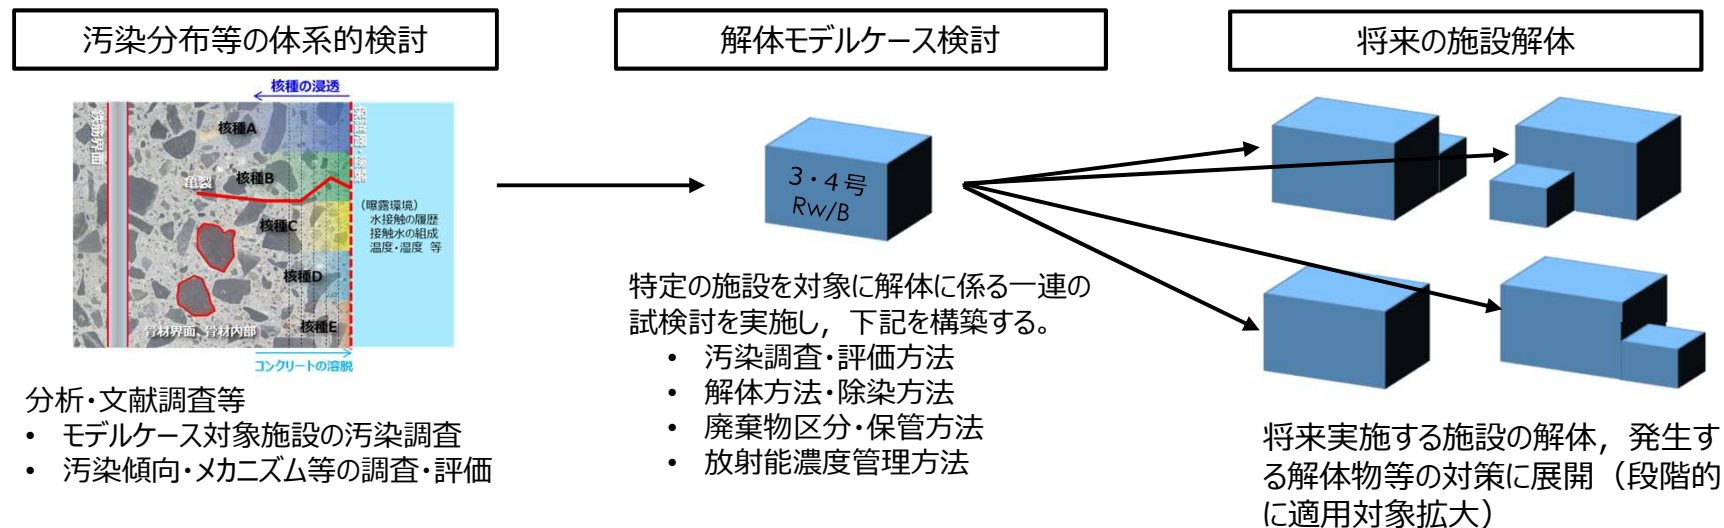 汚染分布等の体系的検討
核種の浸透
鉄筋界面
核種A
保護層・塗装
亀裂
核種B
(曝露環境)
水接触の履歴
接触水の組成
温度・湿度 等
核種C
核種D
骨材界面、骨材内部
核種E
コンクリートの溶脱
分析・文献調査等
• モデルケース対象施設の汚染調査
• 汚染傾向・メカニズム等の調査・評価
解体モデルケース検討
3・4号
Rw/B
特定の施設を対象に解体に係る一連の
試検討を実施し，下記を構築する。
• 汚染調査・評価方法
• 解体方法・除染方法
• 廃棄物区分・保管方法
• 放射能濃度管理方法
将来の施設解体
将来実施する施設の解体，発生す
る解体物等の対策に展開（段階的
に適用対象拡大）